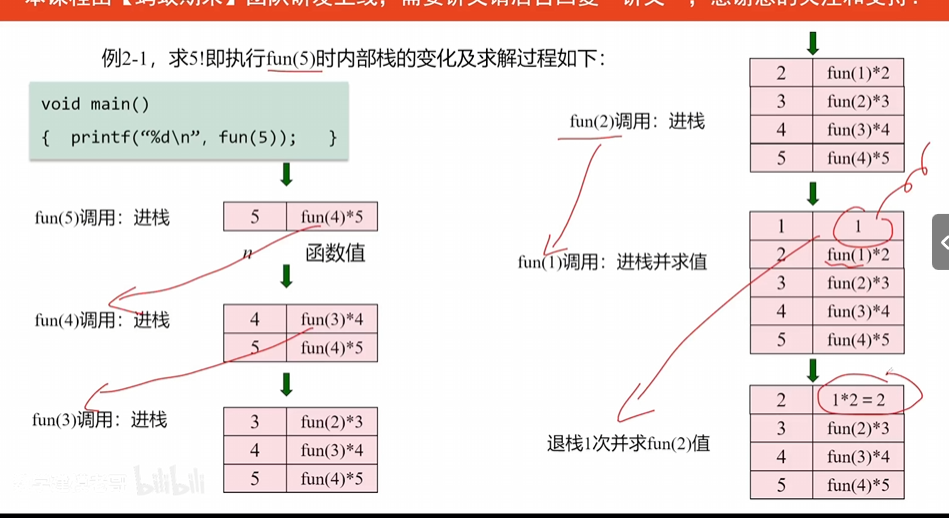 例2-1，求5!即执行fun(5)时内部栈的变化及求解过程如下：
void main()
{ printf(“%d\n”, fun(5)); }
fun(5)调用：进栈
5 fun(4)*5
n 函数值
fun(4)调用：进栈
4 fun(3)*4
5 fun(4)*5
fun(3)调用：进栈
3 fun(2)*3
4 fun(3)*4
5 fun(4)*5
fun(2)调用：进栈
2 fun(1)*2
3 fun(2)*3
4 fun(3)*4
5 fun(4)*5
fun(1)调用：进栈并求值
1 1
2 fun(1)*2
3 fun(2)*3
4 fun(3)*4
5 fun(4)*5
退栈1次并求fun(2)值
2 1*2 = 2
3 fun(2)*3
4 fun(3)*4
5 fun(4)*5
bilibili